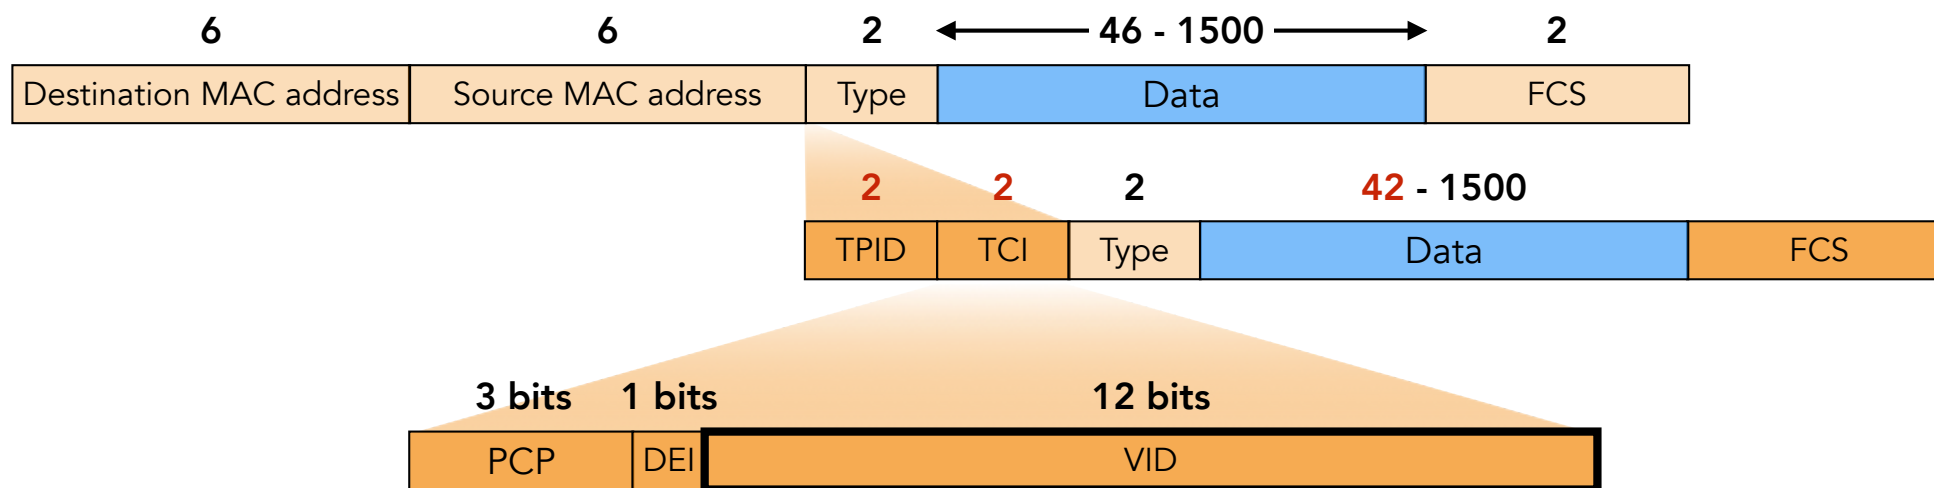 6 6 2 46 - 1500 2
Destination MAC address Source MAC address Type Data FCS
2 2 2 42 - 1500
TPID TCI Type Data FCS
3 bits 1 bits 12 bits
PCP DEI VID